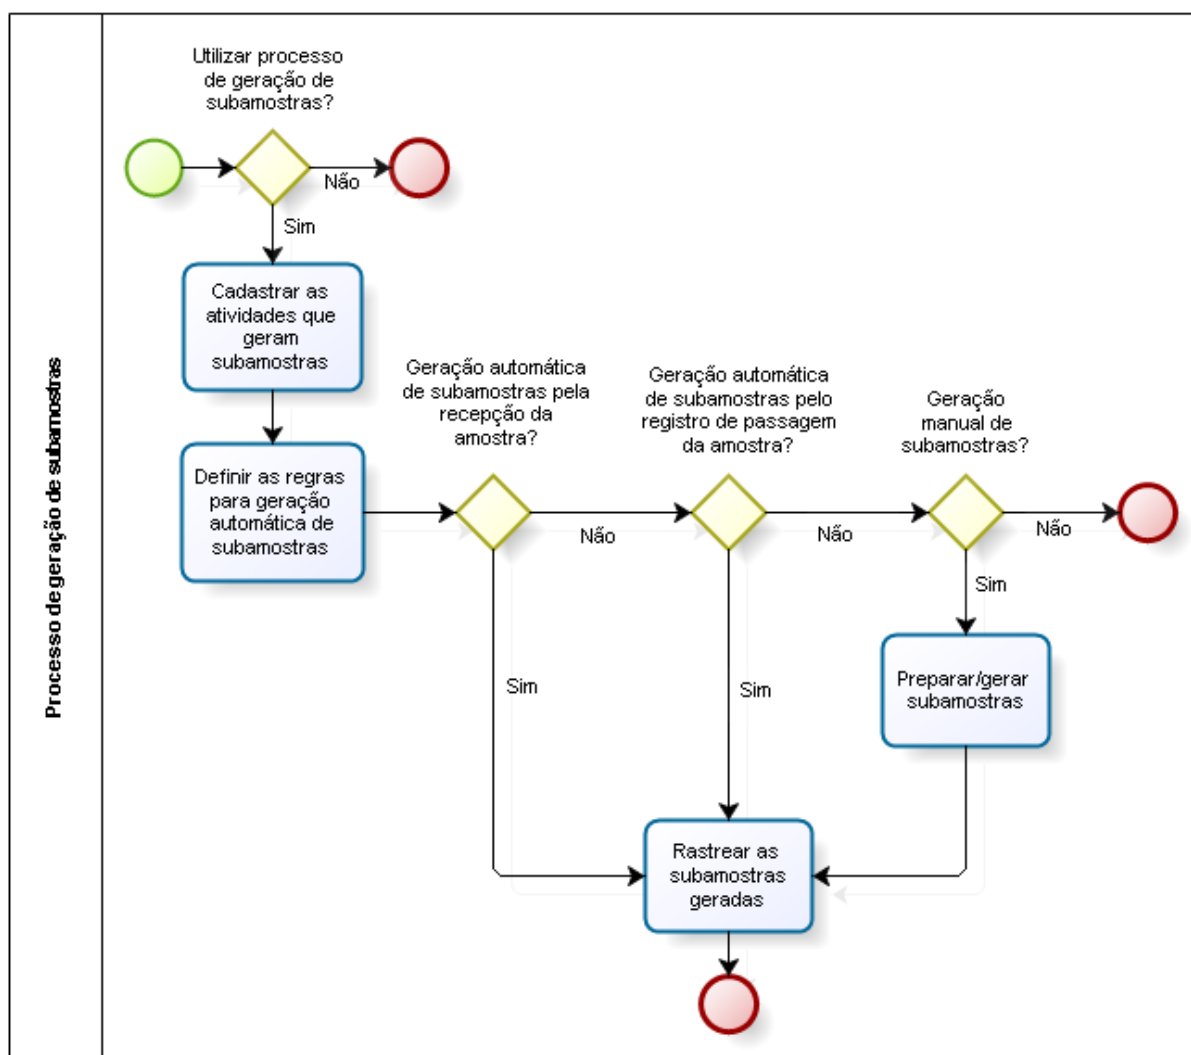 Processo de geração de subamostras
Utilizar processo
de geração de
subamostras?
Não
Sim
Cadastrar as
atividades que
geram
subamostras
Definir as regras
para geração
automática de
subamostras
Geração automática
de subamostras pela
recepção da
amostra?
Não
Sim
Geração automática
de subamostras pelo
registro de passagem
da amostra?
Não
Sim
Geração
manual de
subamostras?
Não
Sim
Preparar/gerar
subamostras
Rastrear as
subamostras
geradas